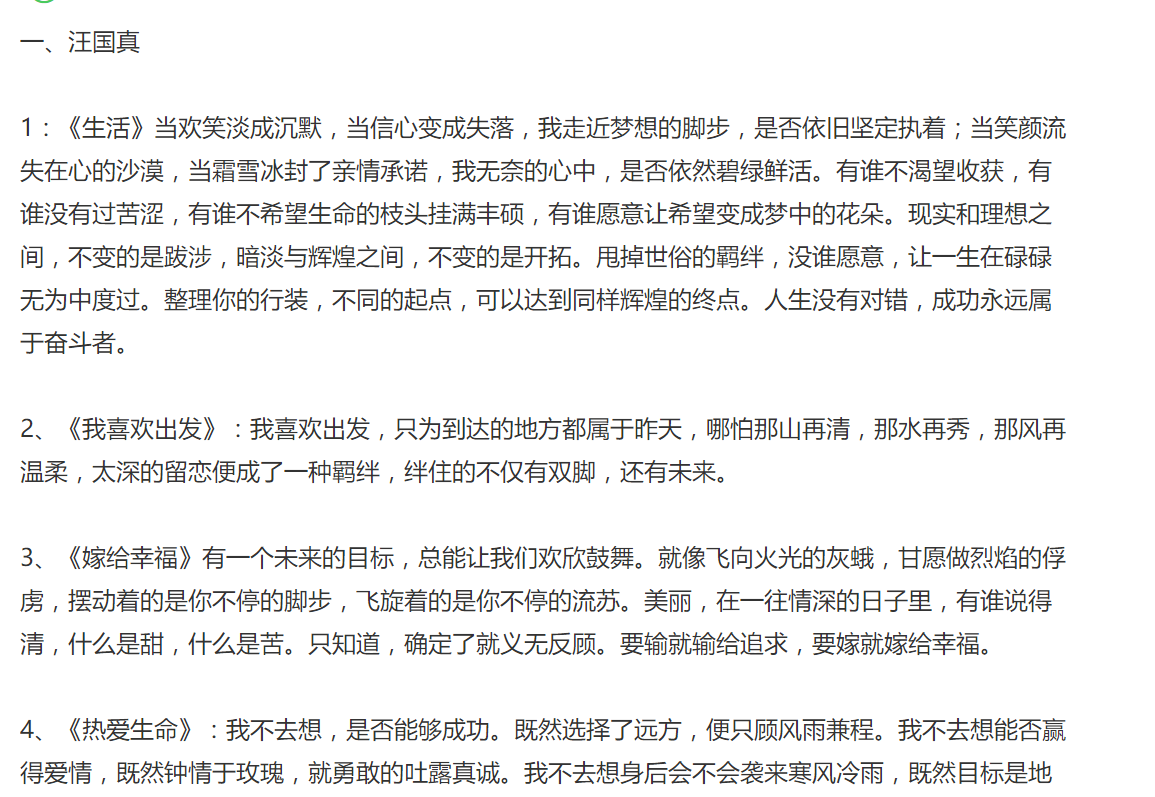 一、汪国真
1：《生活》当欢笑淡成沉默，当信心变成失落，我走近梦想的脚步，是否依旧坚定执着；当笑颜流
失在心的沙漠，当霜雪冰封了亲情承诺，我无奈的心中，是否依然碧绿鲜活。有谁不渴望收获，有
谁没有过苦涩，有谁不希望生命的枝头挂满丰硕，有谁愿意让希望变成梦中的花朵。现实和理想之
间，不变的是跋涉，暗淡与辉煌之间，不变的是开拓。甩掉世俗的羁绊，没谁愿意，让一生在碌碌
无为中度过。整理你的行装，不同的起点，可以达到同样辉煌的终点。人生没有对错，成功永远属
于奋斗者。
2、《我喜欢出发》：我喜欢出发，只为到达的地方都属于昨天，哪怕那山再清，那水再秀，那风再
温柔，太深的留恋便成了一种羁绊，绊住的不仅有双脚，还有未来。
3、《嫁给幸福》有一个未来的目标，总能让我们欢欣鼓舞。就像飞向火光的灰蛾，甘愿做烈焰的俘
虏，摆动着的是你不停的脚步，飞旋着的是你不停的流苏。美丽，在一往情深的日子里，有谁说得
清，什么是甜，什么是苦。只知道，确定了就义无反顾。要输就输给追求，要嫁就嫁给幸福。
4、《热爱生命》：我不去想，是否能够成功。既然选择了远方，便只顾风雨兼程。我不去想能否赢
得爱情，既然钟情于玫瑰，就勇敢的吐露真诚。我不去想身后会不会袭来寒风冷雨，既然目标是地